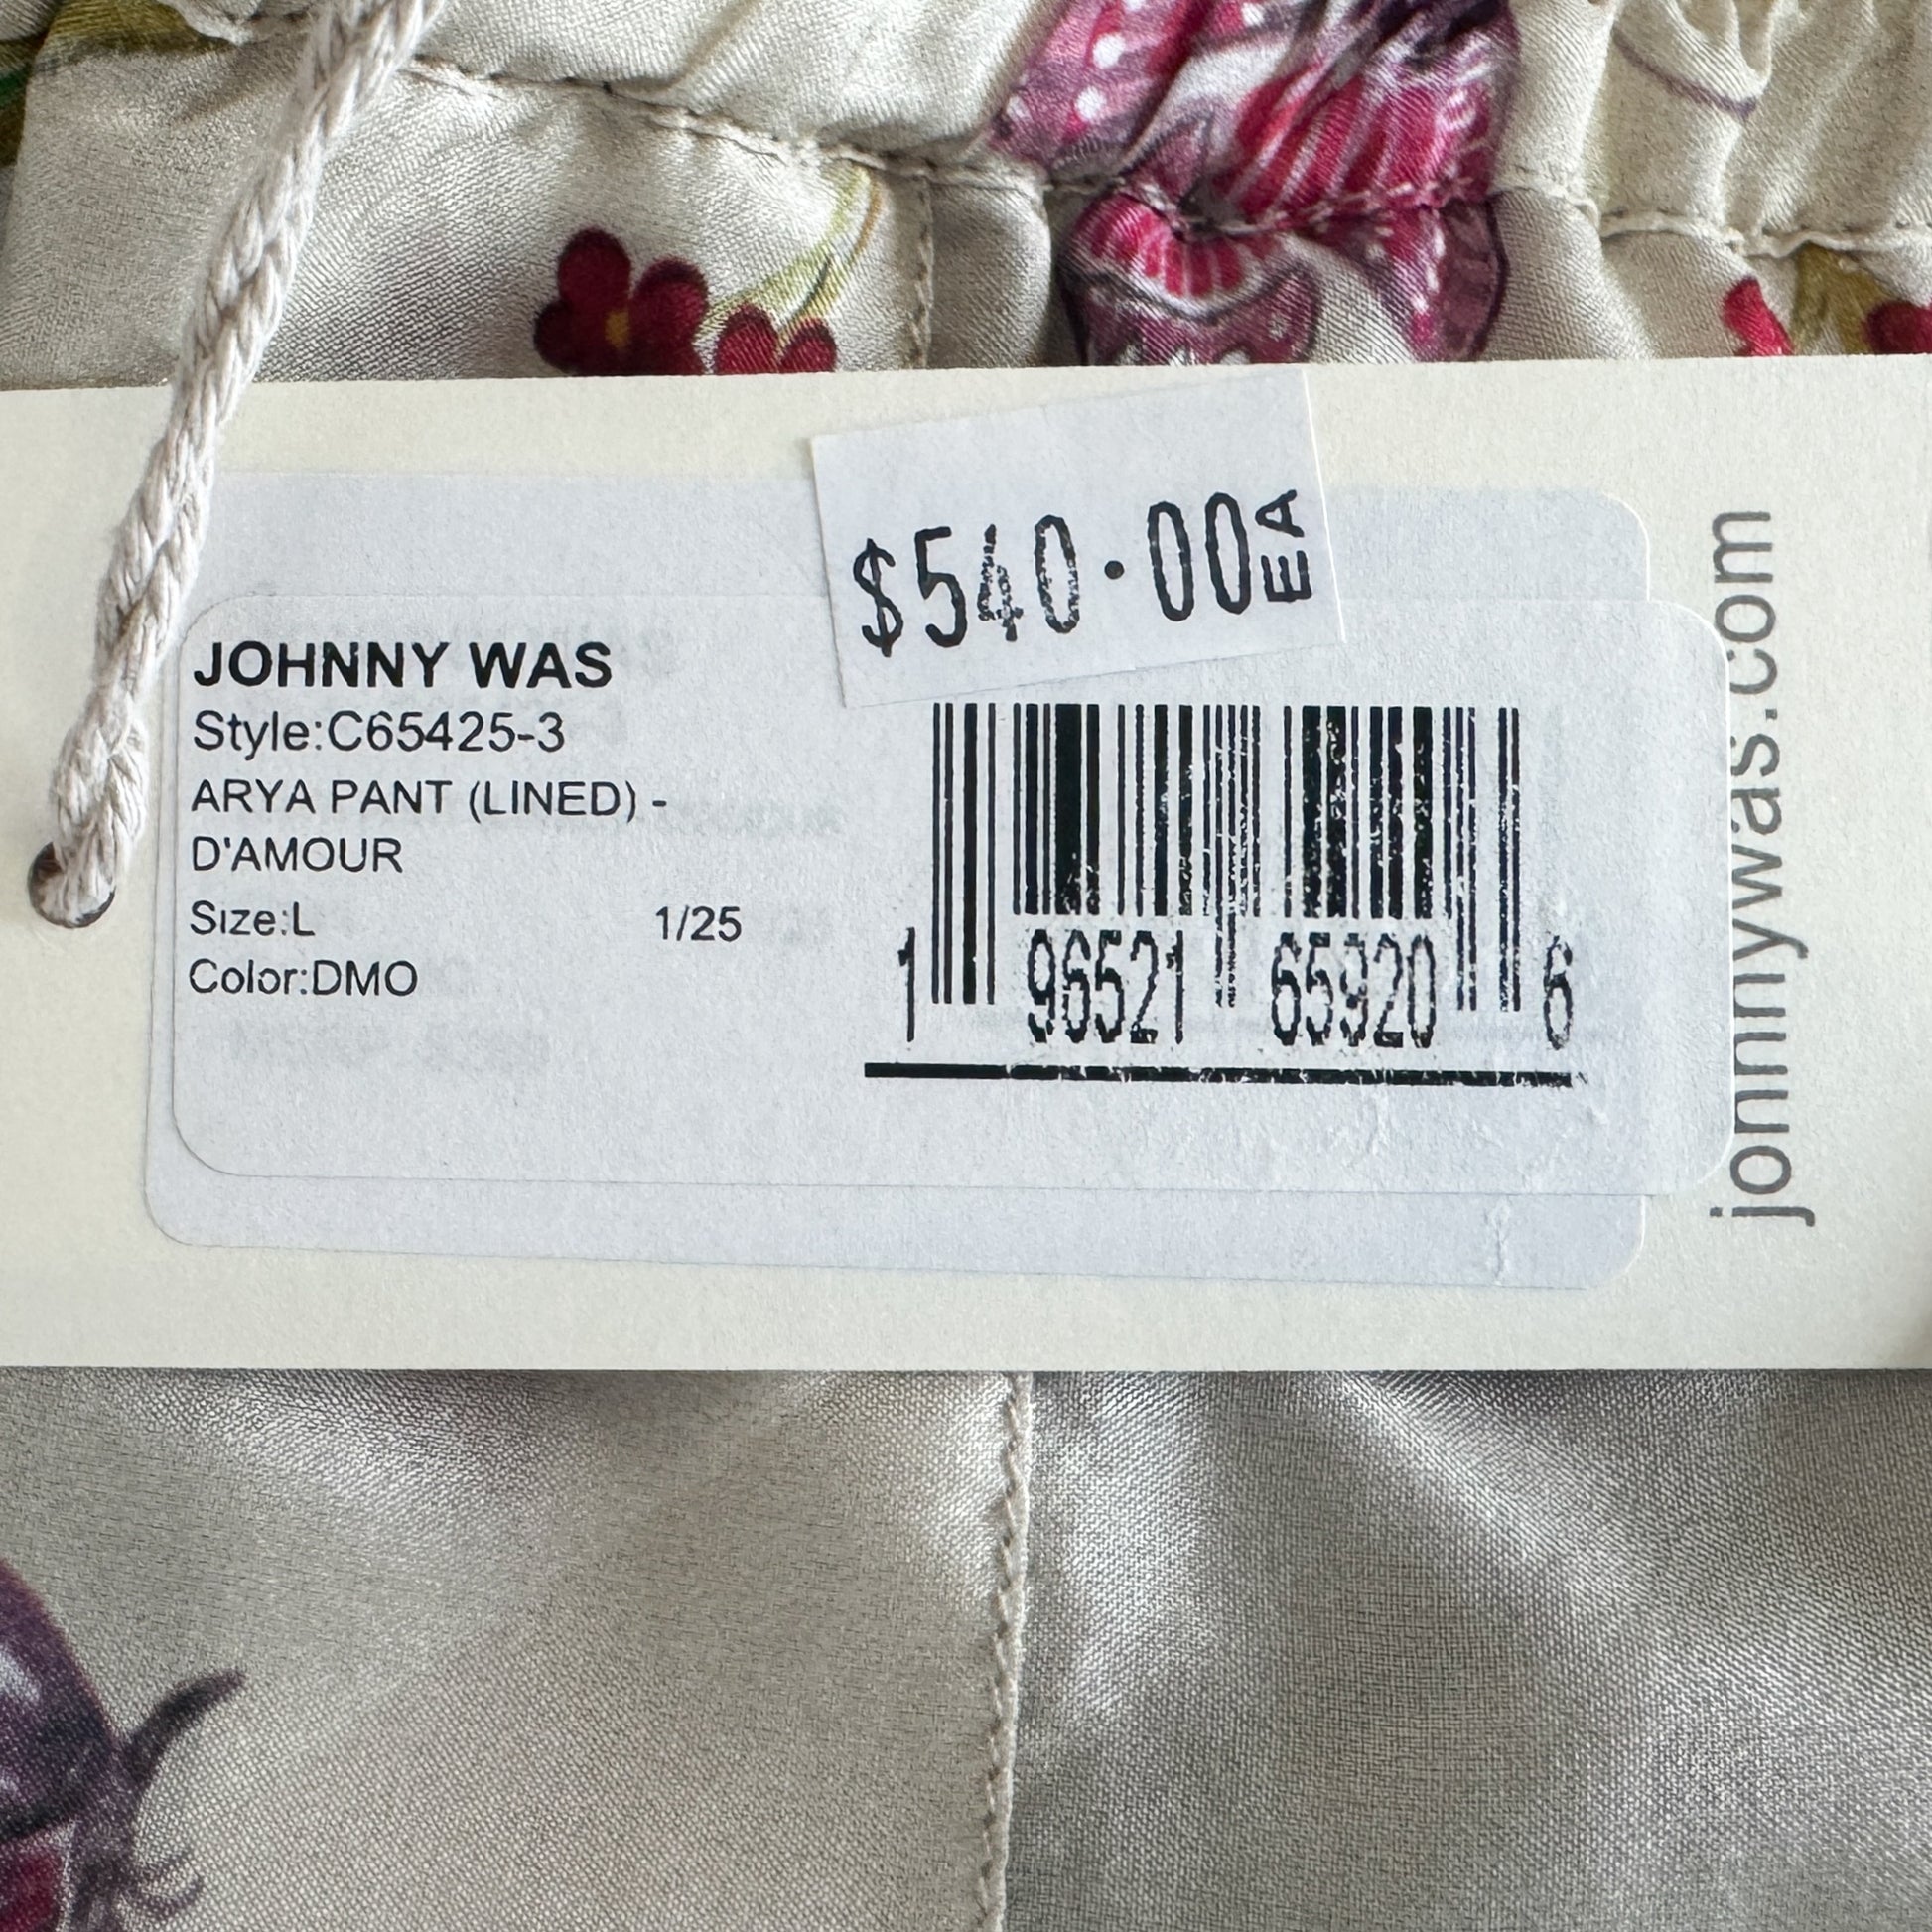 $540.00 EA
JOHNNY WAS
Style:C65425-3
ARYA PANT (LINED) -
D'AMOUR
Size:L 1/25
Color:DMO
1 96521 65920 6
johnnywas.com